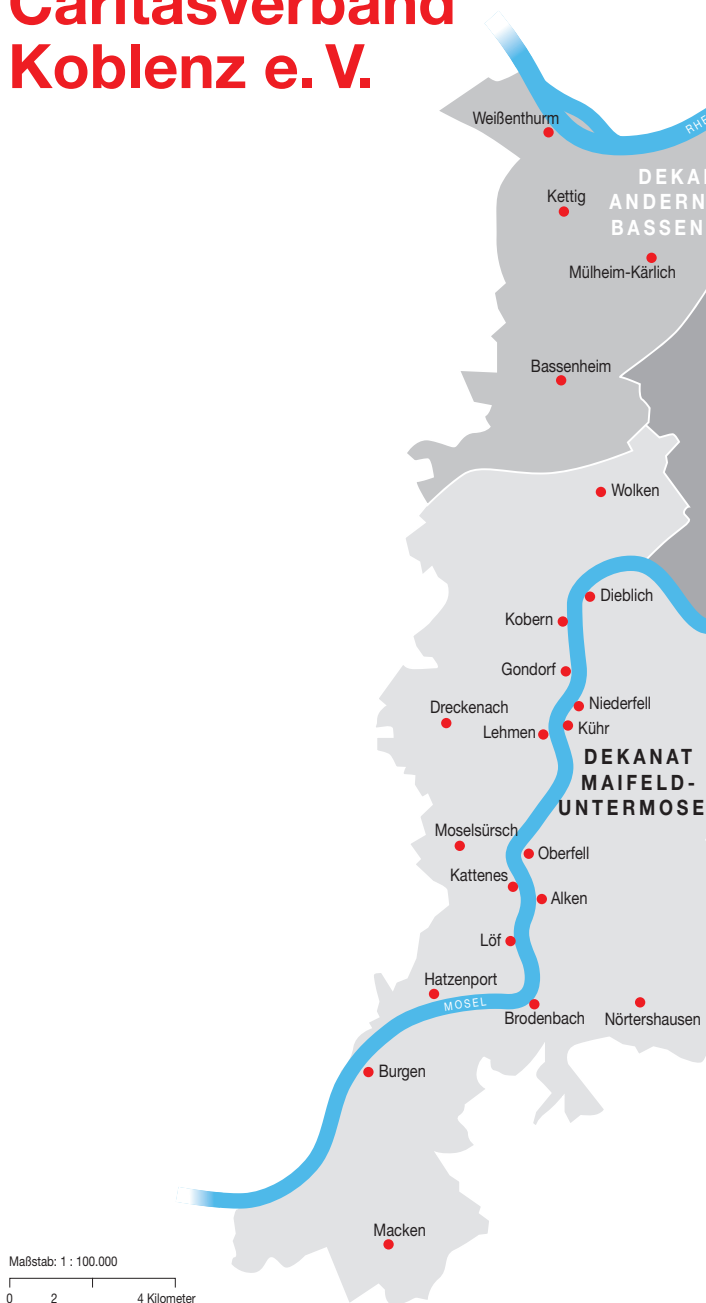 Caritasverband
Koblenz e. V.
Weißenthurm
RHE
DEKA
ANDERN
BASSEN
Kettig
Mülheim-Kärlich
Bassenheim
Wolken
Dieblich
Kobern
Gondorf
Niederfell
Dreckenach
Kühr
Lehmen
DEKANAT
MAIFELD-
UNTERMOSE
Moselsürsch
Oberfell
Kattenes
Alken
Löf
Hatzenport
MOSEL
Brodenbach
Nörtershausen
Burgen
Macken
Maßstab: 1 : 100.000
0 2 4 Kilometer